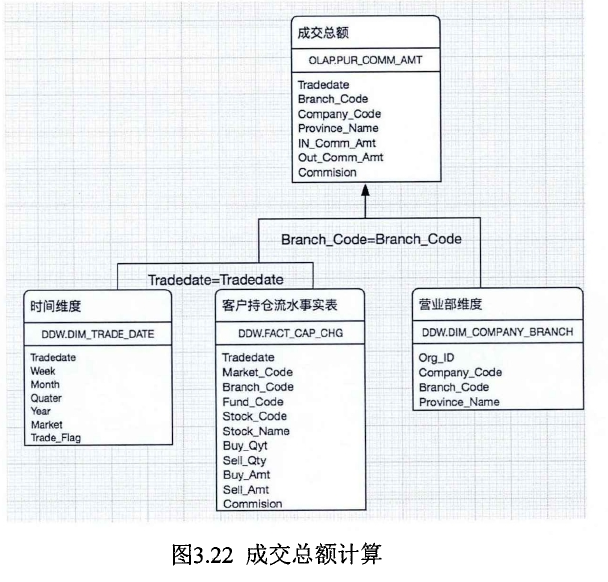 成交总额
OLAP.PUR_COMM_AMT
Tradedate
Branch_Code
Company_Code
Province_Name
IN_Comm_Amt
Out_Comm_Amt
Commision
Branch_Code=Branch_Code
Tradedate=Tradedate
时间维度
DDW.DIM_TRADE_DATE
Tradedate
Week
Month
Quater
Year
Market
Trade_Flag
客户持仓流水事实表
DDW.FACT_CAP_CHG
Tradedate
Market_Code
Branch_Code
Fund_Code
Stock_Code
Stock_Name
Buy_Qyt
Sell_Qty
Buy_Amt
Sell_Amt
Commision
营业部维度
DDW.DIM_COMPANY_BRANCH
Org_ID
Company_Code
Branch_Code
Province_Name
图3.22 成交总额计算